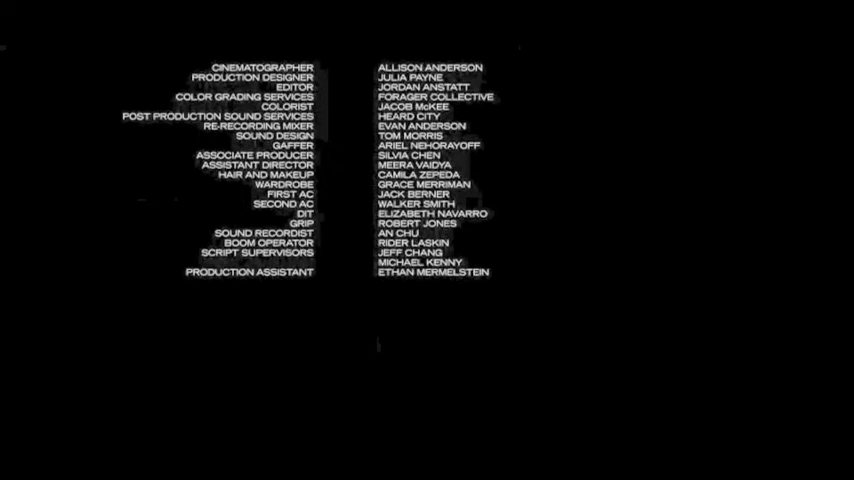 CINEMATOGRAPHER ALLISON ANDERSON
PRODUCTION DESIGNER JULIA PAYNE
EDITOR JORDAN ANSTATT
COLOR GRADING SERVICES FORAGER COLLECTIVE
COLORIST JACOB McKEE
POST PRODUCTION SOUND SERVICES HEARD CITY
RE-RECORDING MIXER EVAN ANDERSON
SOUND DESIGN TOM MORRIS
GAFFER ARIEL NEHORAYOFF
ASSOCIATE PRODUCER SILVIA CHEN
ASSISTANT DIRECTOR MEERA VAIDYA
HAIR AND MAKEUP CAMILA ZEPEDA
WARDROBE GRACE MERRIMAN
FIRST AC JACK BERNER
SECOND AC WALKER SMITH
DIT ELIZABETH NAVARRO
GRIP ROBERT JONES
SOUND RECORDIST AN CHU
BOOM OPERATOR RIDER LASKIN
SCRIPT SUPERVISORS JEFF CHANG
MICHAEL KENNY
PRODUCTION ASSISTANT ETHAN MERMELSTEIN